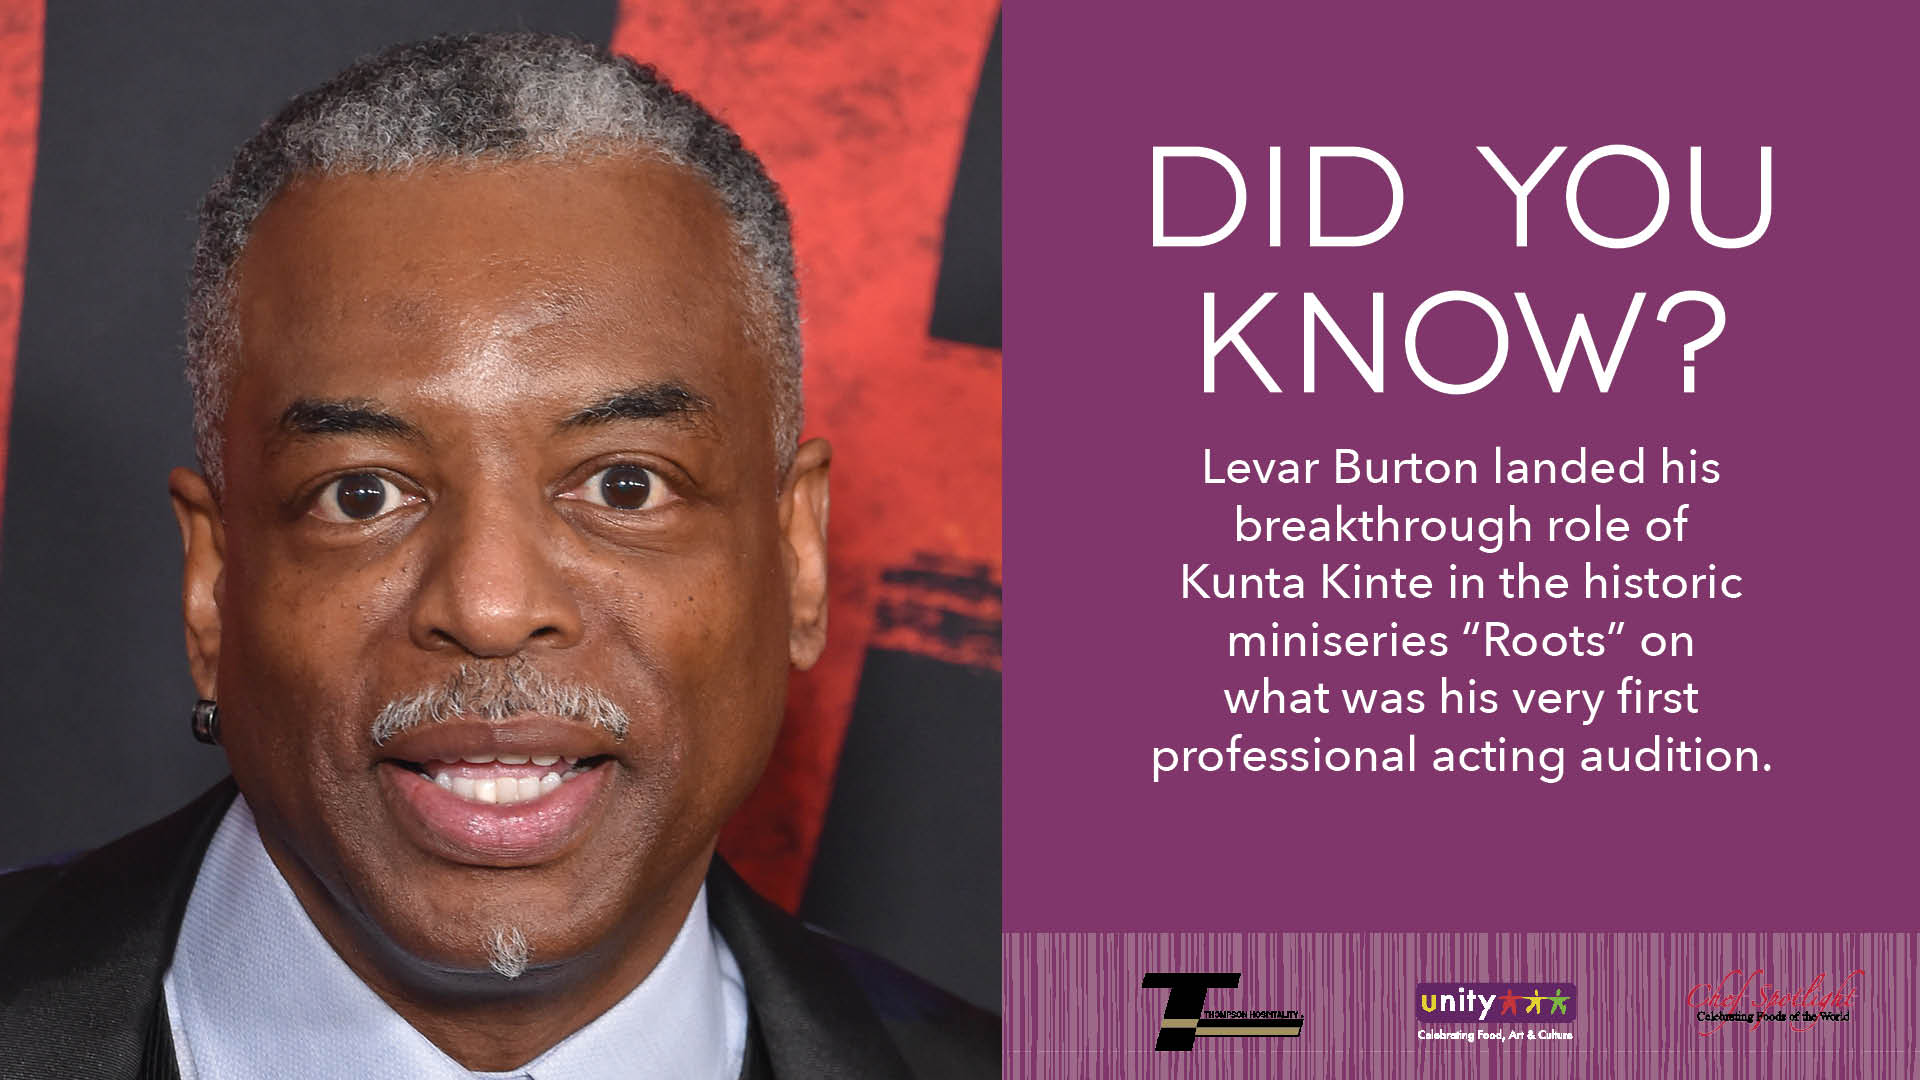 DID YOU
KNOW?
Levar Burton landed his
breakthrough role of
Kunta Kinte in the historic
miniseries “Roots” on
what was his very first
professional acting audition.
THOMPSON HOSPITALITY
unity
Celebrating Food, Art & Culture
Chef Spotlight
Celebrating Foods of the World